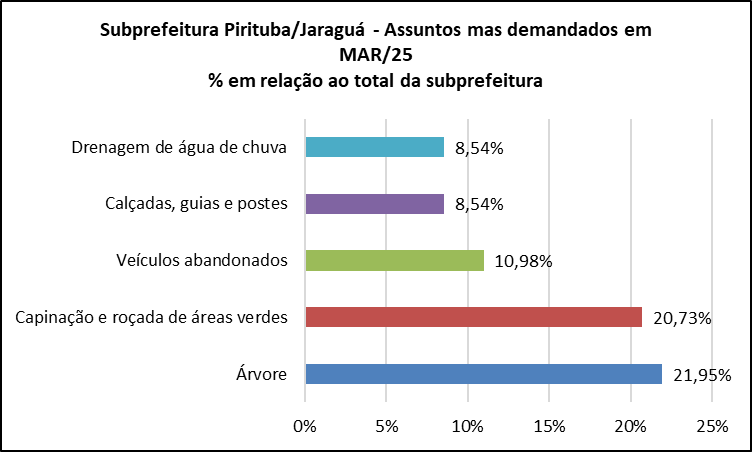 Subprefeitura Pirituba/Jaraguá - Assuntos mas demandados em
MAR/25
% em relação ao total da subprefeitura
Drenagem de água de chuva 8,54%
Calçadas, guias e postes 8,54%
Veículos abandonados 10,98%
Capinação e roçada de áreas verdes 20,73%
Árvore 21,95%
0% 5% 10% 15% 20% 25%